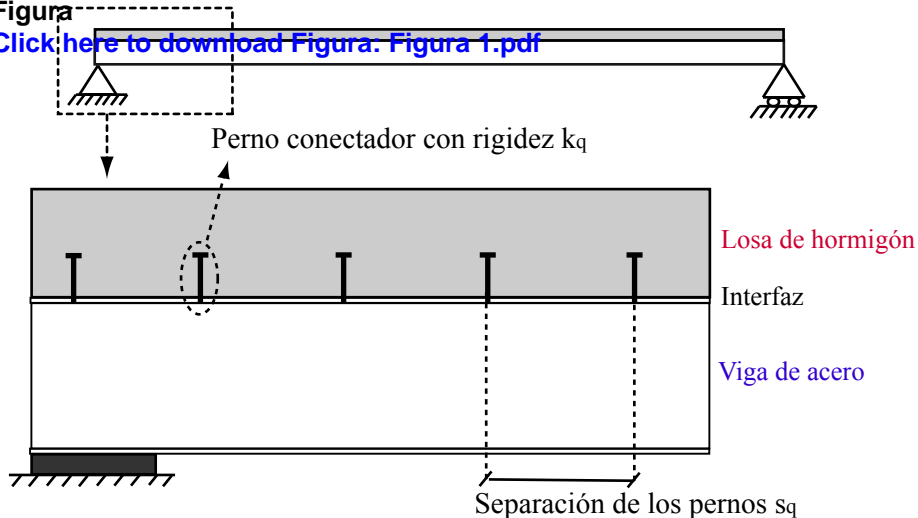 Figura
Click here to download Figura: Figura 1.pdf
Perno conectador con rigidez kq
Losa de hormigón
Interfaz
Viga de acero
Separación de los pernos sq